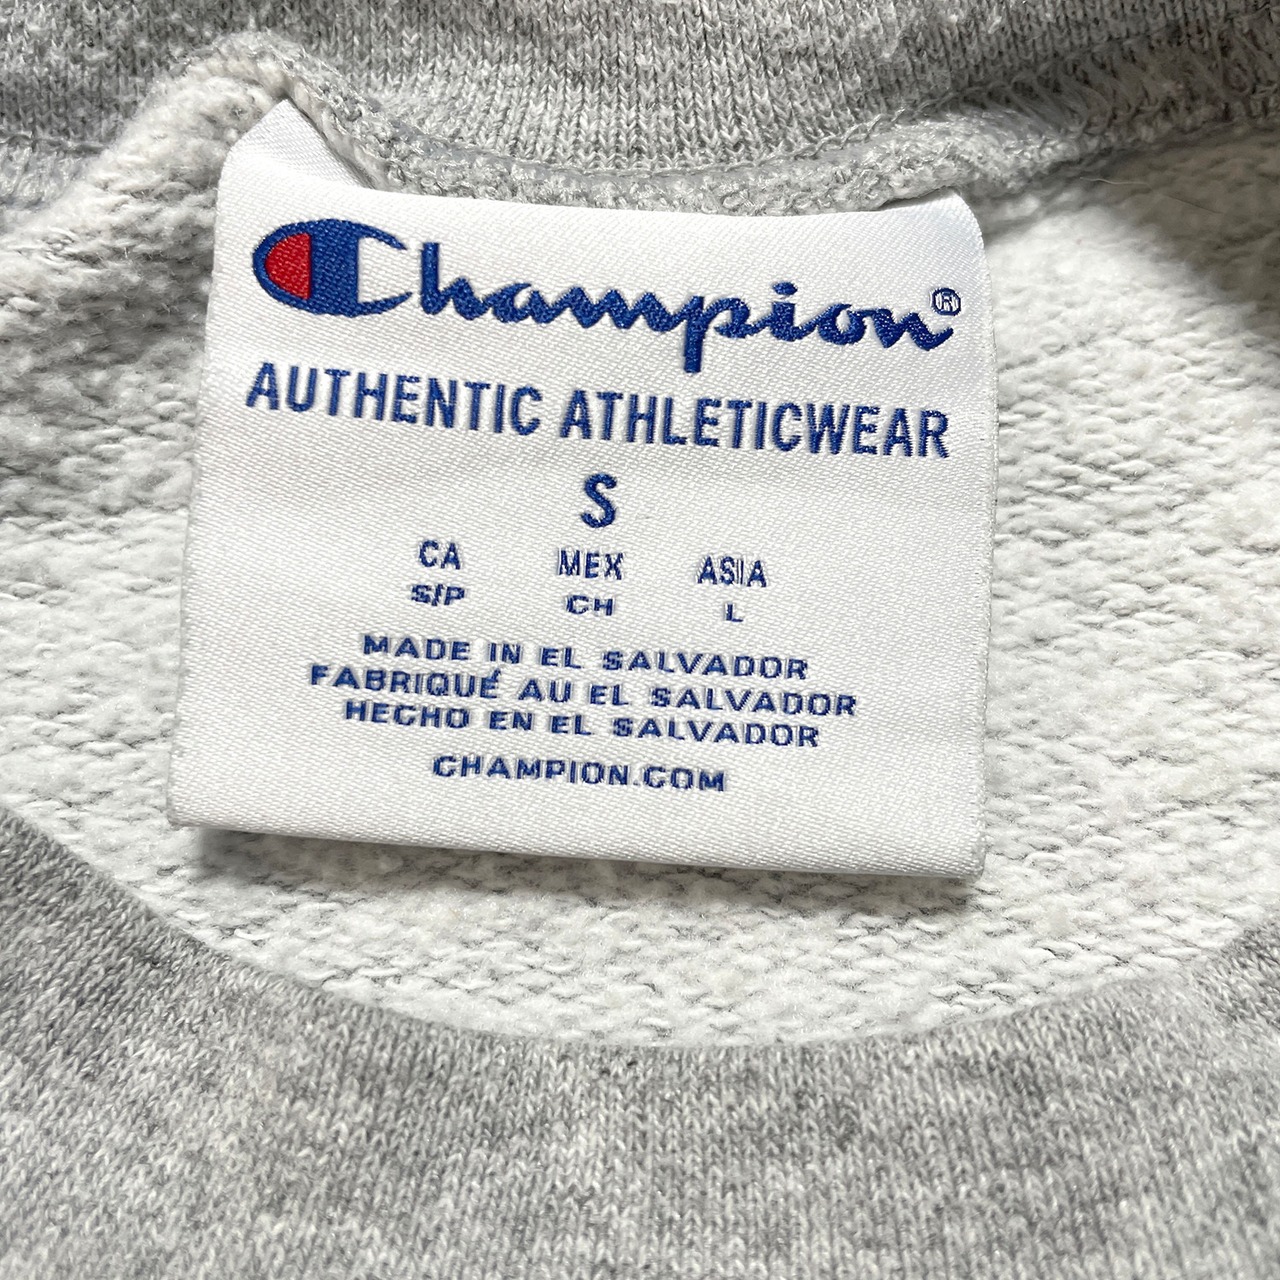 Champion®
AUTHENTIC ATHLETICWEAR
S
CA MEX ASIA
S/P CH L
MADE IN EL SALVADOR
FABRIQUÉ AU EL SALVADOR
HECHO EN EL SALVADOR
CHAMPION.COM